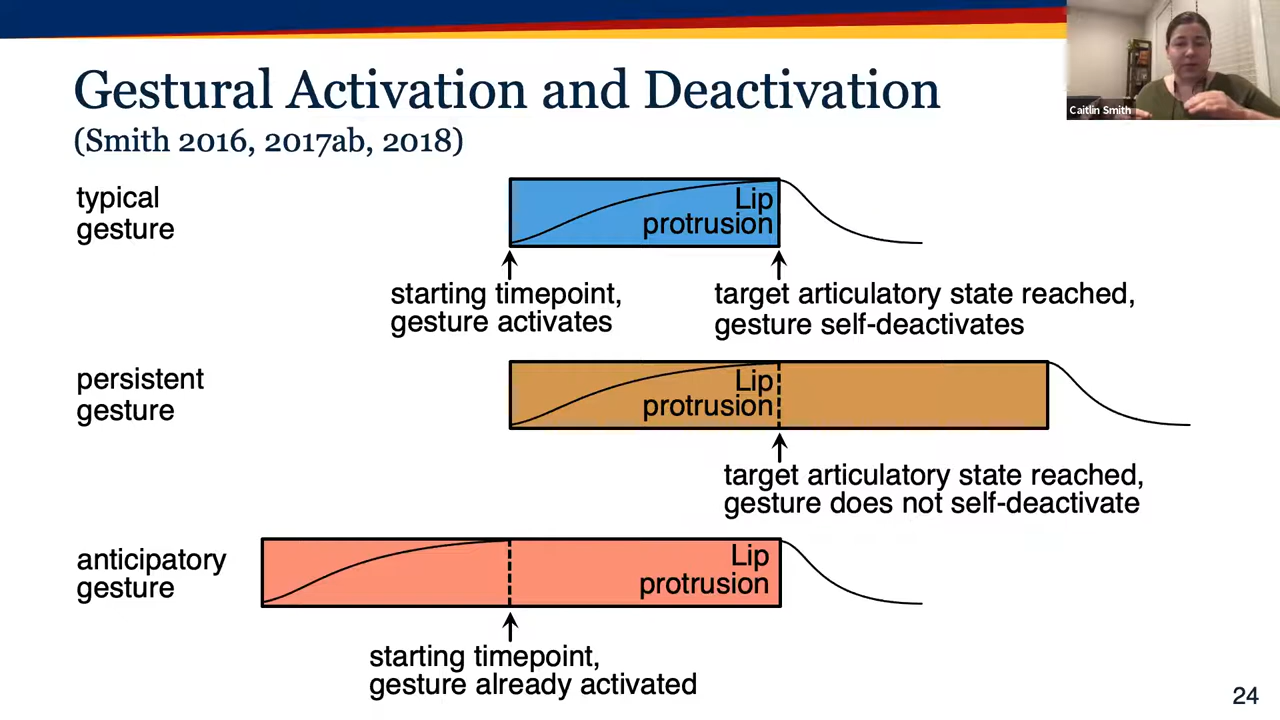 Gestural Activation and Deactivation
(Smith 2016, 2017ab, 2018)
Caitlin Smith
typical
gesture
Lip
protrusion
starting timepoint,
gesture activates
target articulatory state reached,
gesture self-deactivates
persistent
gesture
Lip
protrusion
target articulatory state reached,
gesture does not self-deactivate
anticipatory
gesture
Lip
protrusion
starting timepoint,
gesture already activated
24